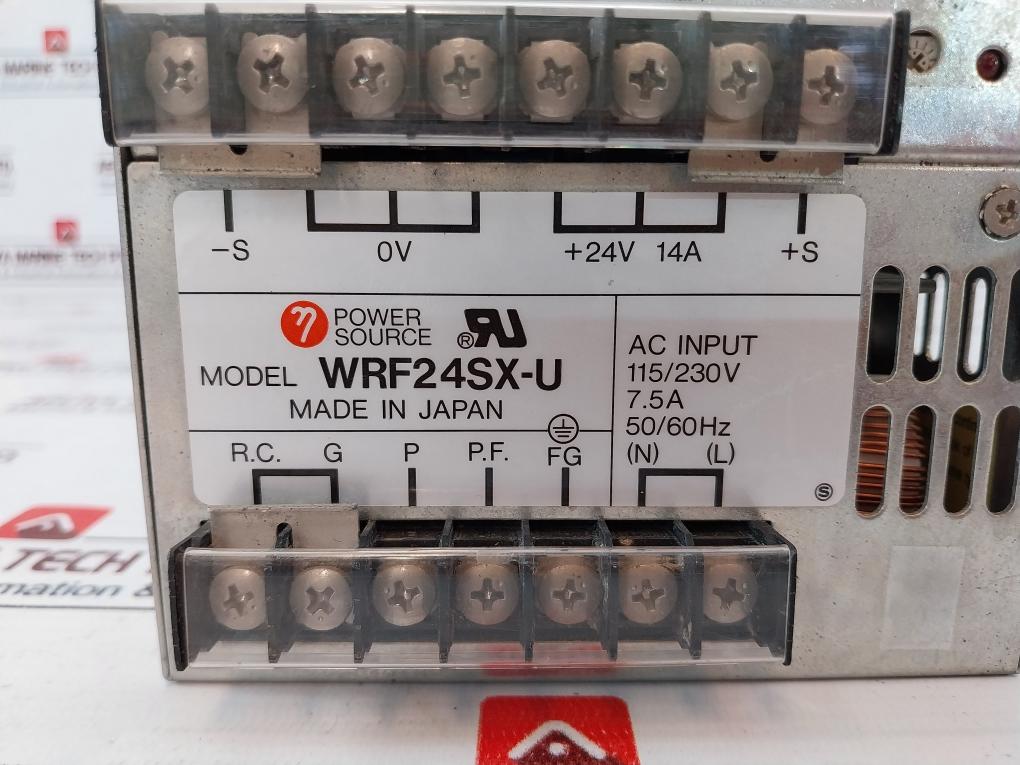 -S 0V +24V 14A +S
η POWER
SOURCE
MODEL WRF24SX-U
MADE IN JAPAN
AC INPUT
115/230V
7.5A
50/60Hz
(N) (L)
R.C. G P P.F. FG
S
TECH